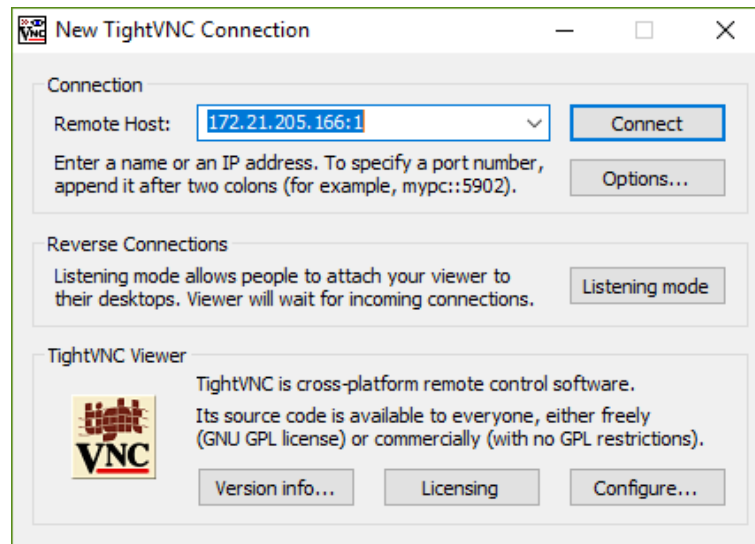 New TightVNC Connection
Connection
Remote Host: 172.21.205.166:1 Connect
Enter a name or an IP address. To specify a port number,
append it after two colons (for example, mypc::5902).
Options...
Reverse Connections
Listening mode allows people to attach your viewer to
their desktops. Viewer will wait for incoming connections.
Listening mode
TightVNC Viewer
TightVNC is cross-platform remote control software.
Its source code is available to everyone, either freely
(GNU GPL license) or commercially (with no GPL restrictions).
tight
VNC
Version info... Licensing Configure...